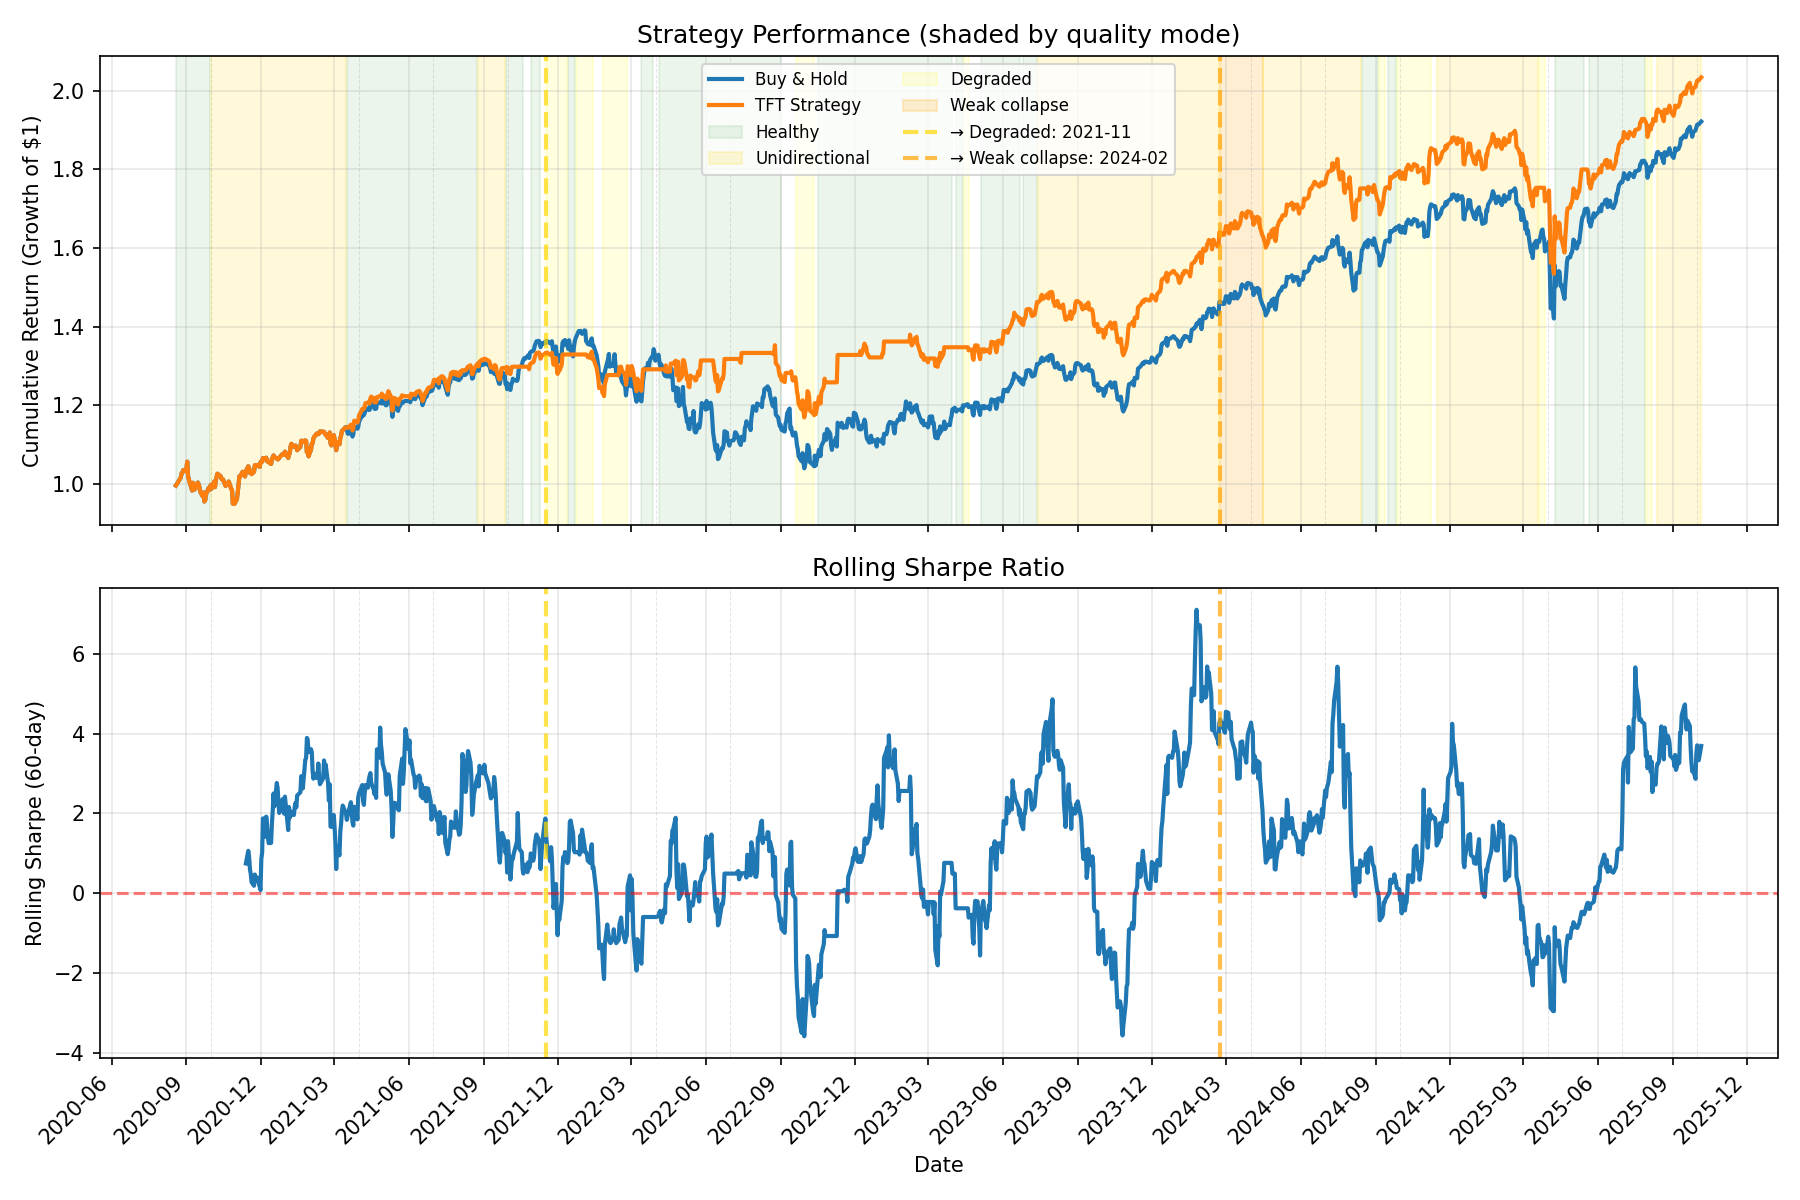 Strategy Performance (shaded by quality mode)
Cumulative Return (Growth of $1)
2.0
1.8
1.6
1.4
1.2
1.0
Buy & Hold
TFT Strategy
Healthy
Unidirectional
Degraded
Weak collapse
→ Degraded: 2021-11
→ Weak collapse: 2024-02
Rolling Sharpe Ratio
Rolling Sharpe (60-day)
6
4
2
0
−2
−4
2020-06
2020-09
2020-12
2021-03
2021-06
2021-09
2021-12
2022-03
2022-06
2022-09
2022-12
2023-03
2023-06
2023-09
2023-12
2024-03
2024-06
2024-09
2024-12
2025-03
2025-06
2025-09
2025-12
Date